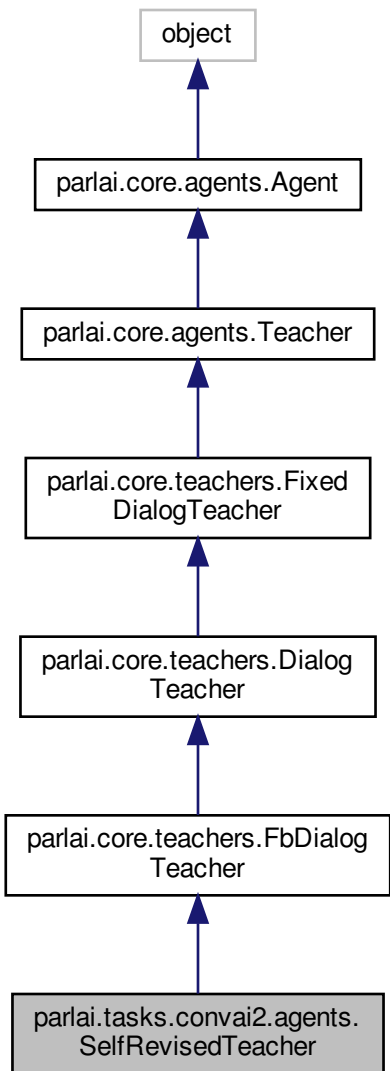 object
parlai.core.agents.Agent
parlai.core.agents.Teacher
parlai.core.teachers.Fixed
DialogTeacher
parlai.core.teachers.Dialog
Teacher
parlai.core.teachers.FbDialog
Teacher
parlai.tasks.convai2.agents.
SelfRevisedTeacher